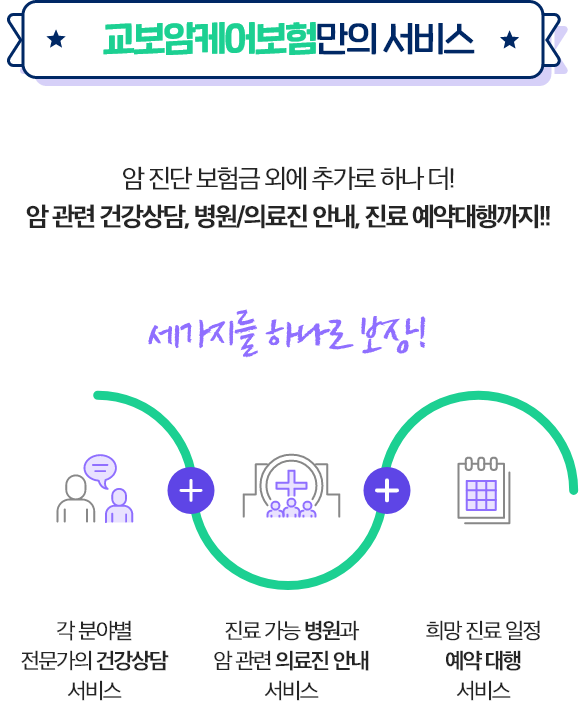 교보암케어보험만의 서비스
암 진단 보험금 외에 추가로 하나 더!
암 관련 건강상담, 병원/의료진 안내, 진료 예약대행까지!!
세가지를 하나로 보장!
각 분야별
전문가의 건강상담
서비스
진료 가능 병원과
암 관련 의료진 안내
서비스
희망 진료 일정
예약 대행
서비스